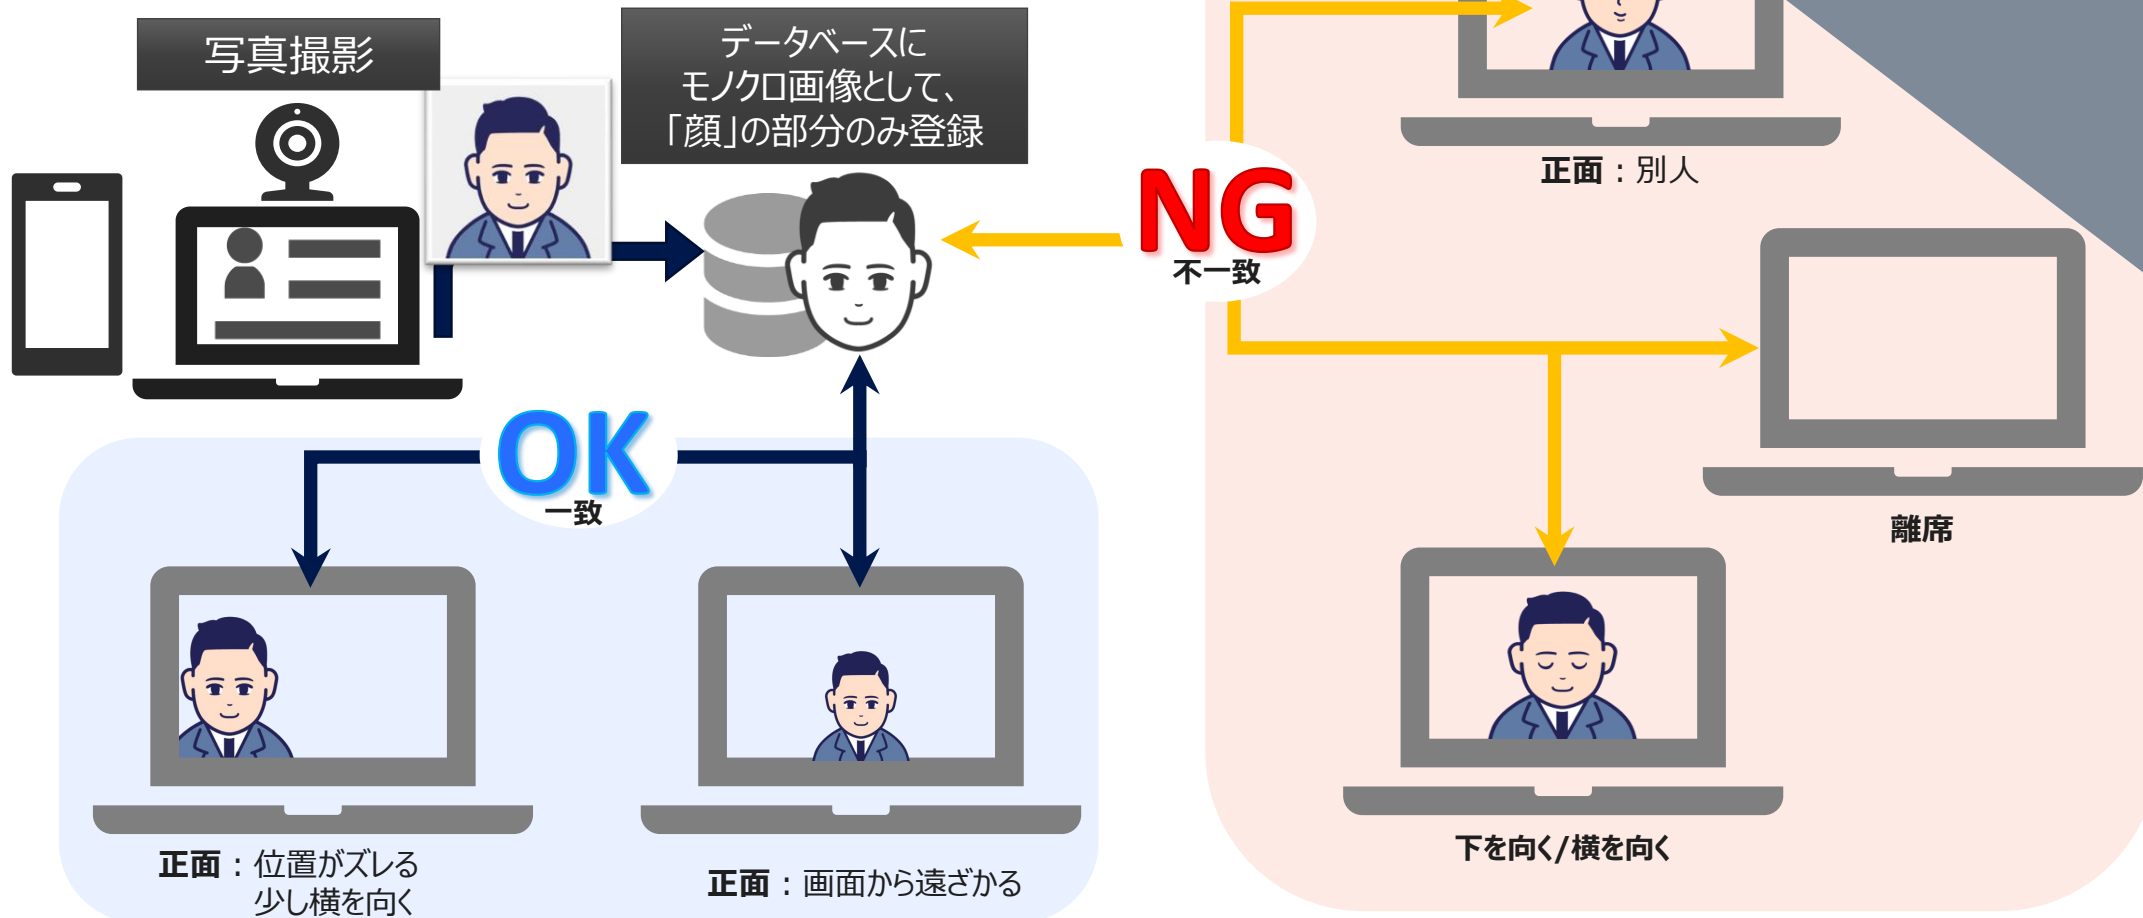 写真撮影
データベースに
モノクロ画像として、
「顔」の部分のみ登録
正面：別人
NG
不一致
離席
OK
一致
下を向く/横を向く
正面：位置がズレる
少し横を向く
正面：画面から遠ざかる